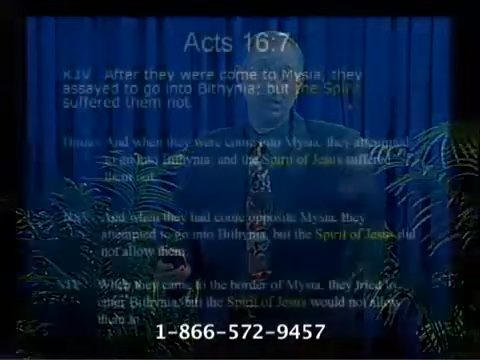 Acts 16:7
KJV After they were come to Mysia, they
assayed to go into Bithynia; but the Spirit
suffered them not.
And when they were come into Mysia, they attempted
to go into Bithynia; and the Spirit of Jesus suffered
them not.
And when they had come opposite Mysia, they
attempted to go into Bithynia, but the Spirit of Jesus did
not allow them.
NIV When they came to the border of Mysia, they tried to
enter Bithynia, but the Spirit of Jesus would not allow
them to
1-866-572-9457